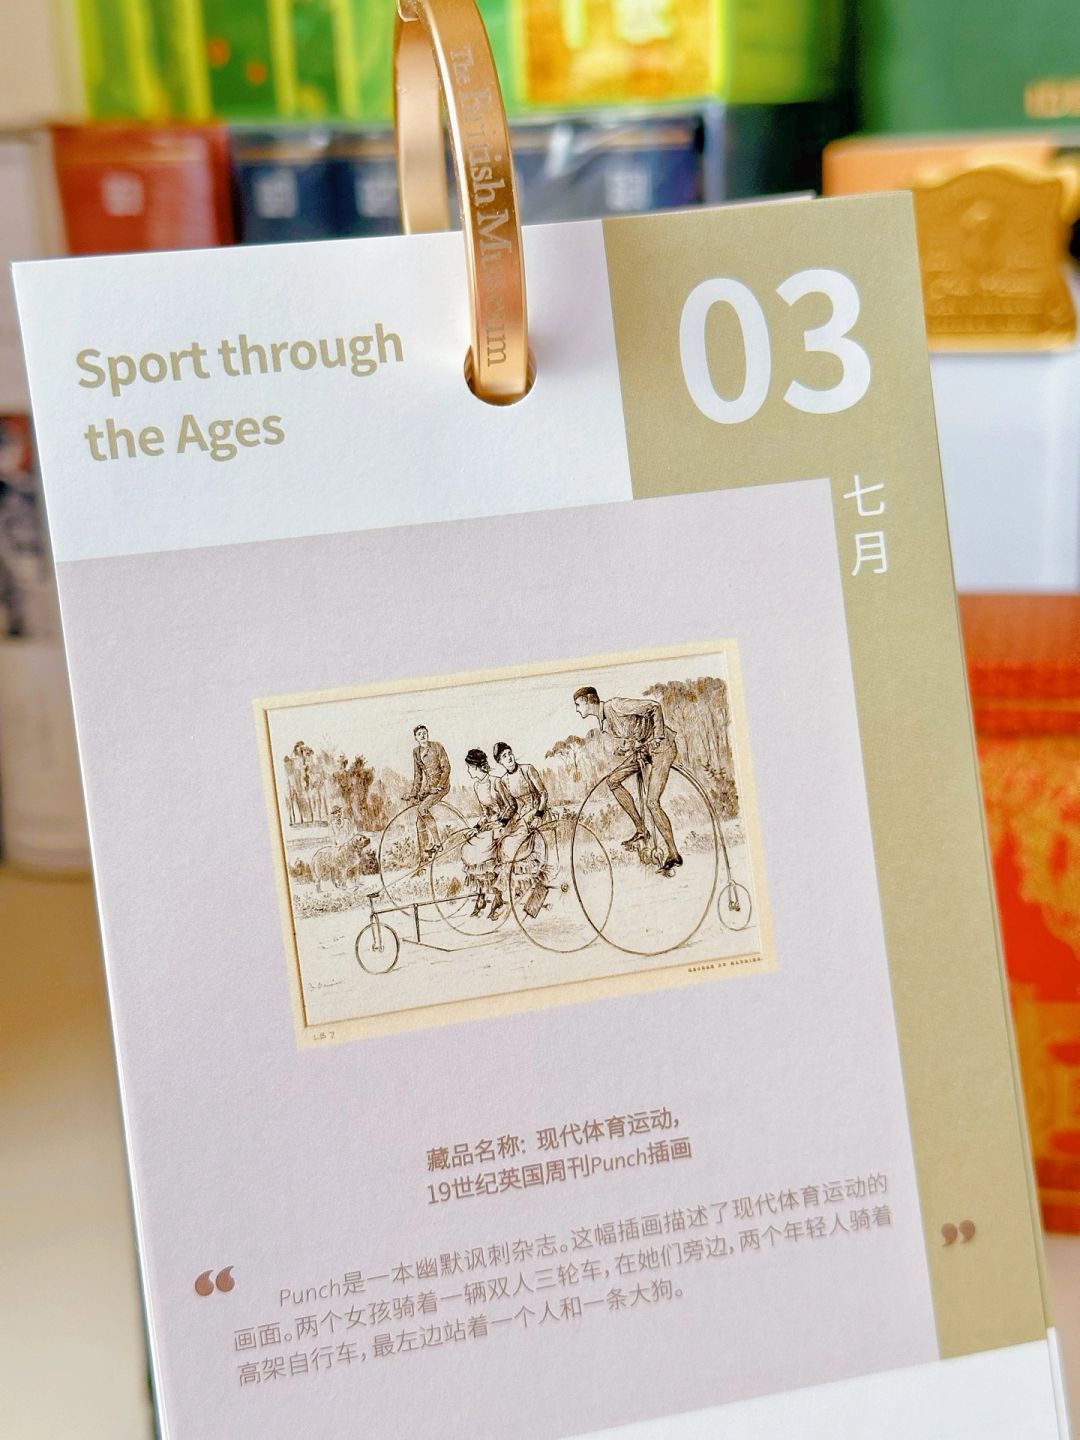 The British Museum
Sport through
the Ages
03
七
月
GEORGE DU MAURIER.
LB 7
藏品名称: 现代体育运动,
19世纪英国周刊Punch插画
“
Punch是一本幽默讽刺杂志。这幅插画描述了现代体育运动的
画面。两个女孩骑着一辆双人三轮车, 在她们旁边, 两个年轻人骑着
高架自行车, 最左边站着一个人和一条大狗。
”